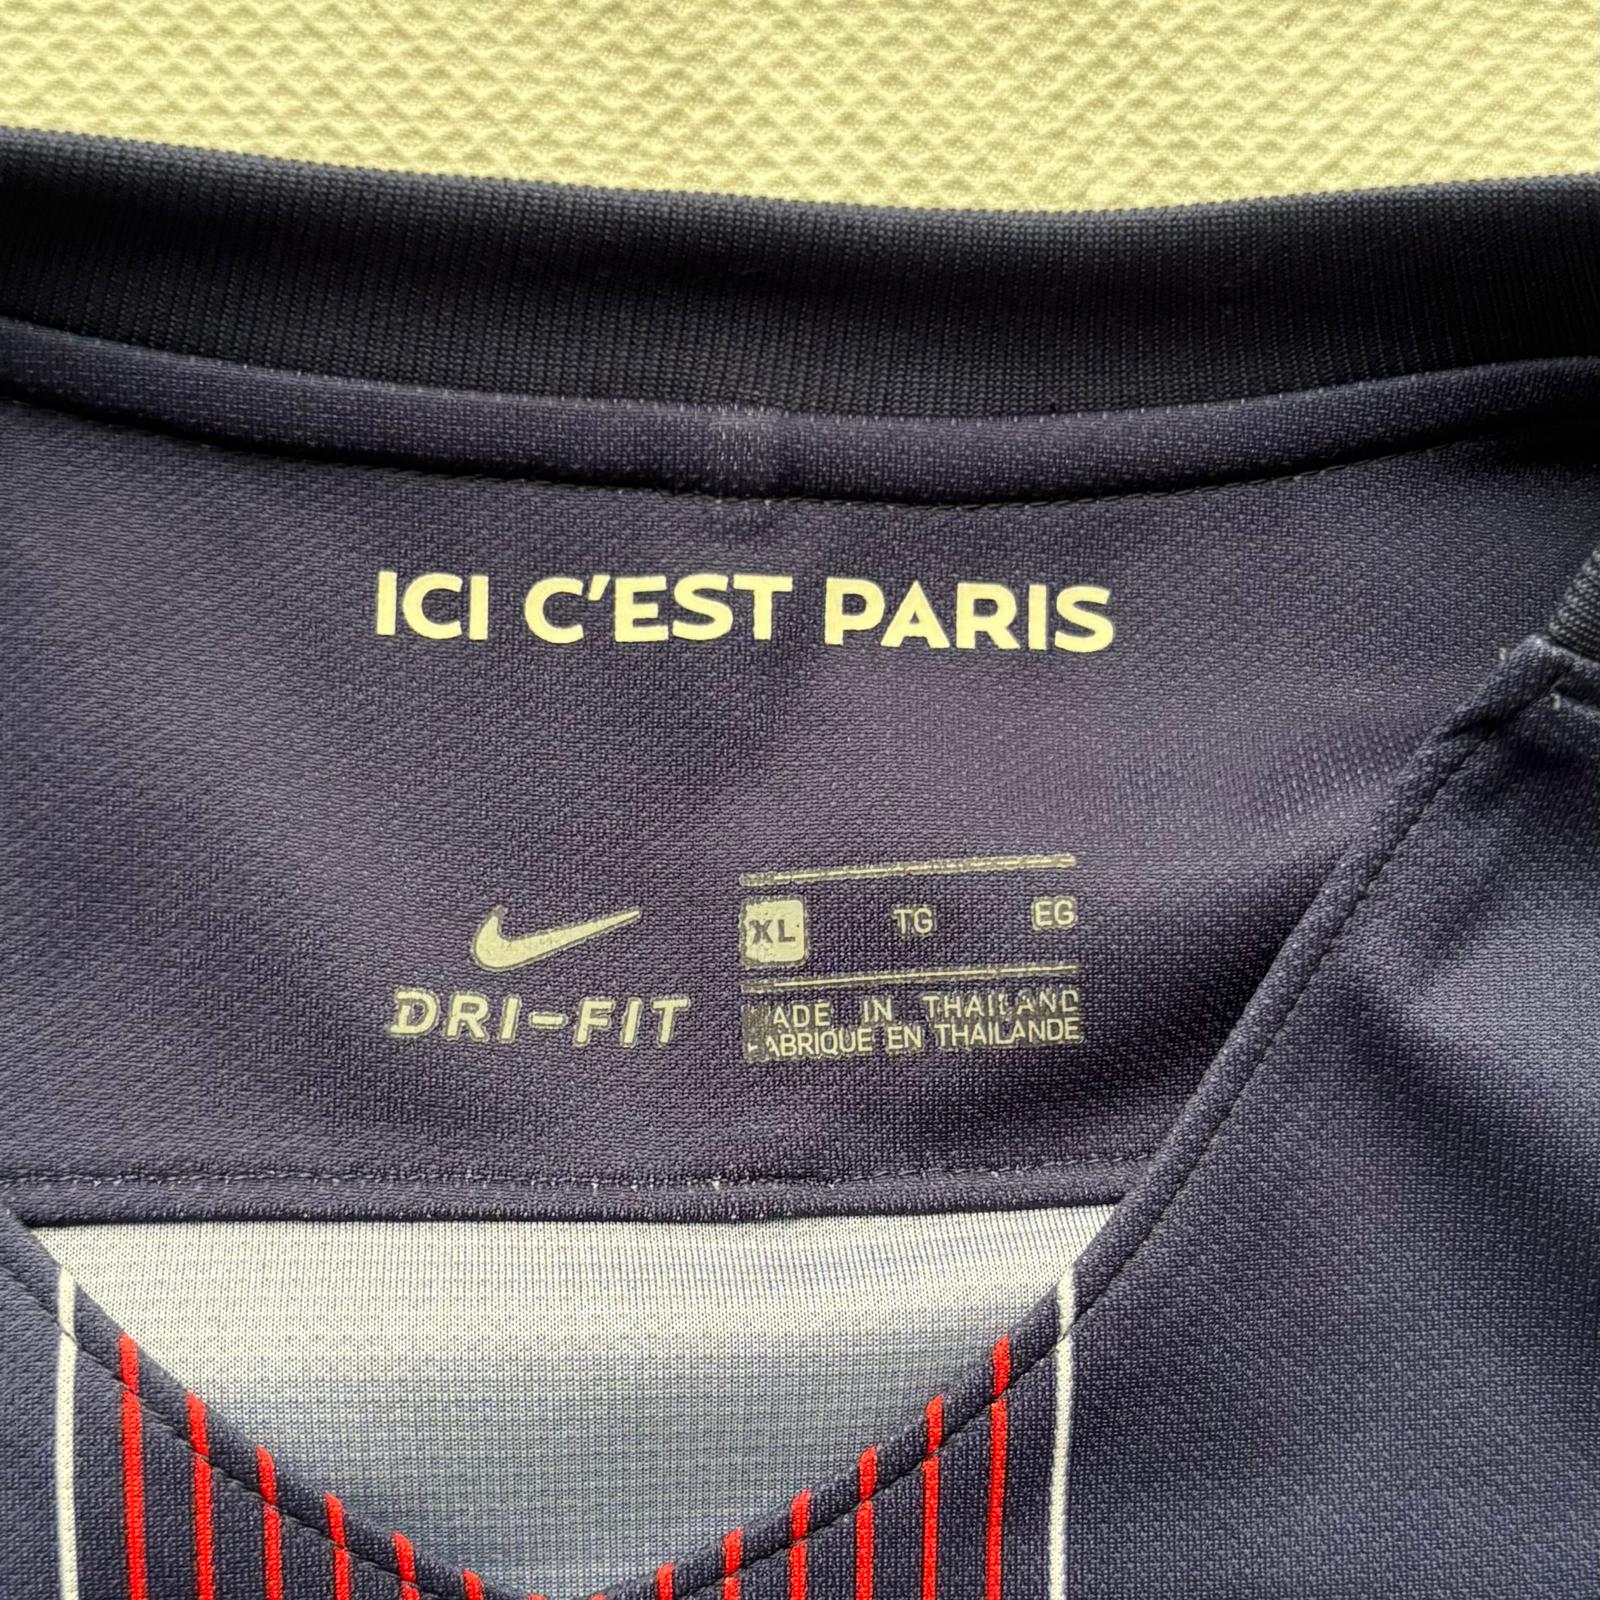 ICI C'EST PARIS
XL TG EG
DRI-FIT
MADE IN THAILAND
FABRIQUE EN THAILANDE